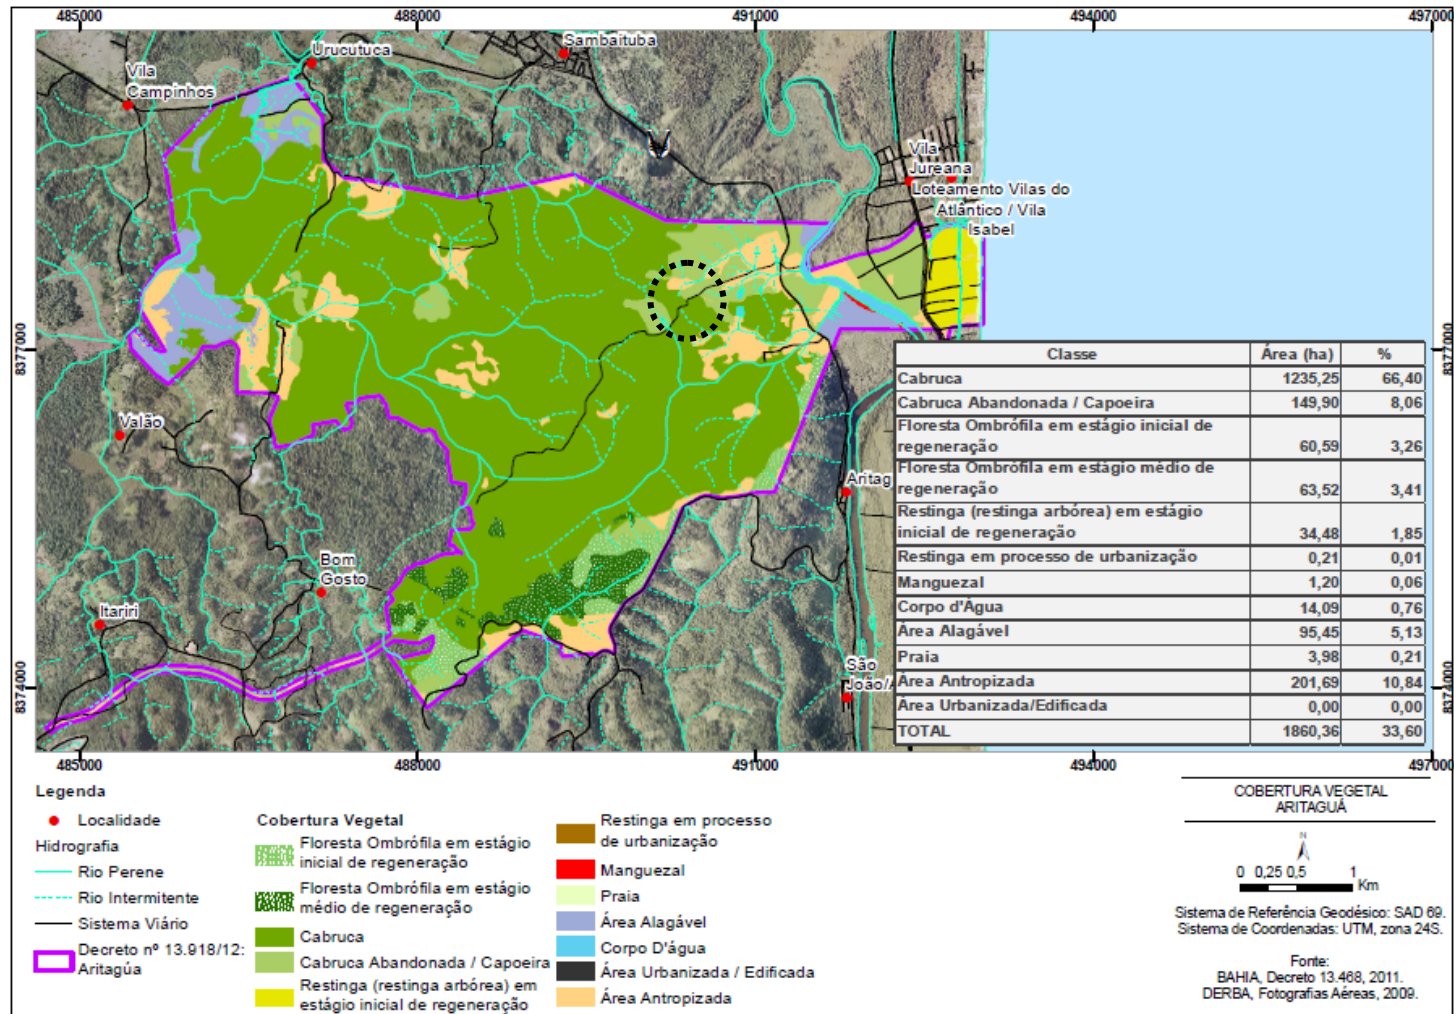 485000 488000 491000 494000 497000
Urucutuca
Sambaituba
Vila
Campinhos
Vila
Jureana
Loteamento Vilas do
Atlântico / Vila
Isabel
8377000
8377000
Valão
Aritag
Bom
Gosto
Itariri
São
João/A
8374000
8374000
Classe Área (ha) %
Cabruca 1235,25 66,40
Cabruca Abandonada / Capoeira 149,90 8,06
Floresta Ombrófila em estágio inicial de
regeneração 60,59 3,26
Floresta Ombrófila em estágio médio de
regeneração 63,52 3,41
Restinga (restinga arbórea) em estágio
inicial de regeneração 34,48 1,85
Restinga em processo de urbanização 0,21 0,01
Manguezal 1,20 0,06
Corpo d'Água 14,09 0,76
Área Alagável 95,45 5,13
Praia 3,98 0,21
Área Antropizada 201,69 10,84
Área Urbanizada/Edificada 0,00 0,00
TOTAL 1860,36 33,60
485000 488000 491000 494000 497000
Legenda
Localidade
Hidrografia
Rio Perene
Rio Intermitente
Sistema Viário
Decreto nº 13.918/12:
Aritagúa
Cobertura Vegetal
Floresta Ombrófila em estágio
inicial de regeneração
Floresta Ombrófila em estágio
médio de regeneração
Cabruca
Cabruca Abandonada / Capoeira
Restinga (restinga arbórea) em
estágio inicial de regeneração
Restinga em processo
de urbanização
Manguezal
Praia
Área Alagável
Corpo D'água
Área Urbanizada / Edificada
Área Antropizada
COBERTURA VEGETAL
ARITAGUÁ
N
0 0,25 0,5 1
Km
Sistema de Referência Geodésico: SAD 69.
Sistema de Coordenadas: UTM, zona 24S.
Fonte:
BAHIA, Decreto 13.468, 2011.
DERBA, Fotografias Aéreas, 2009.